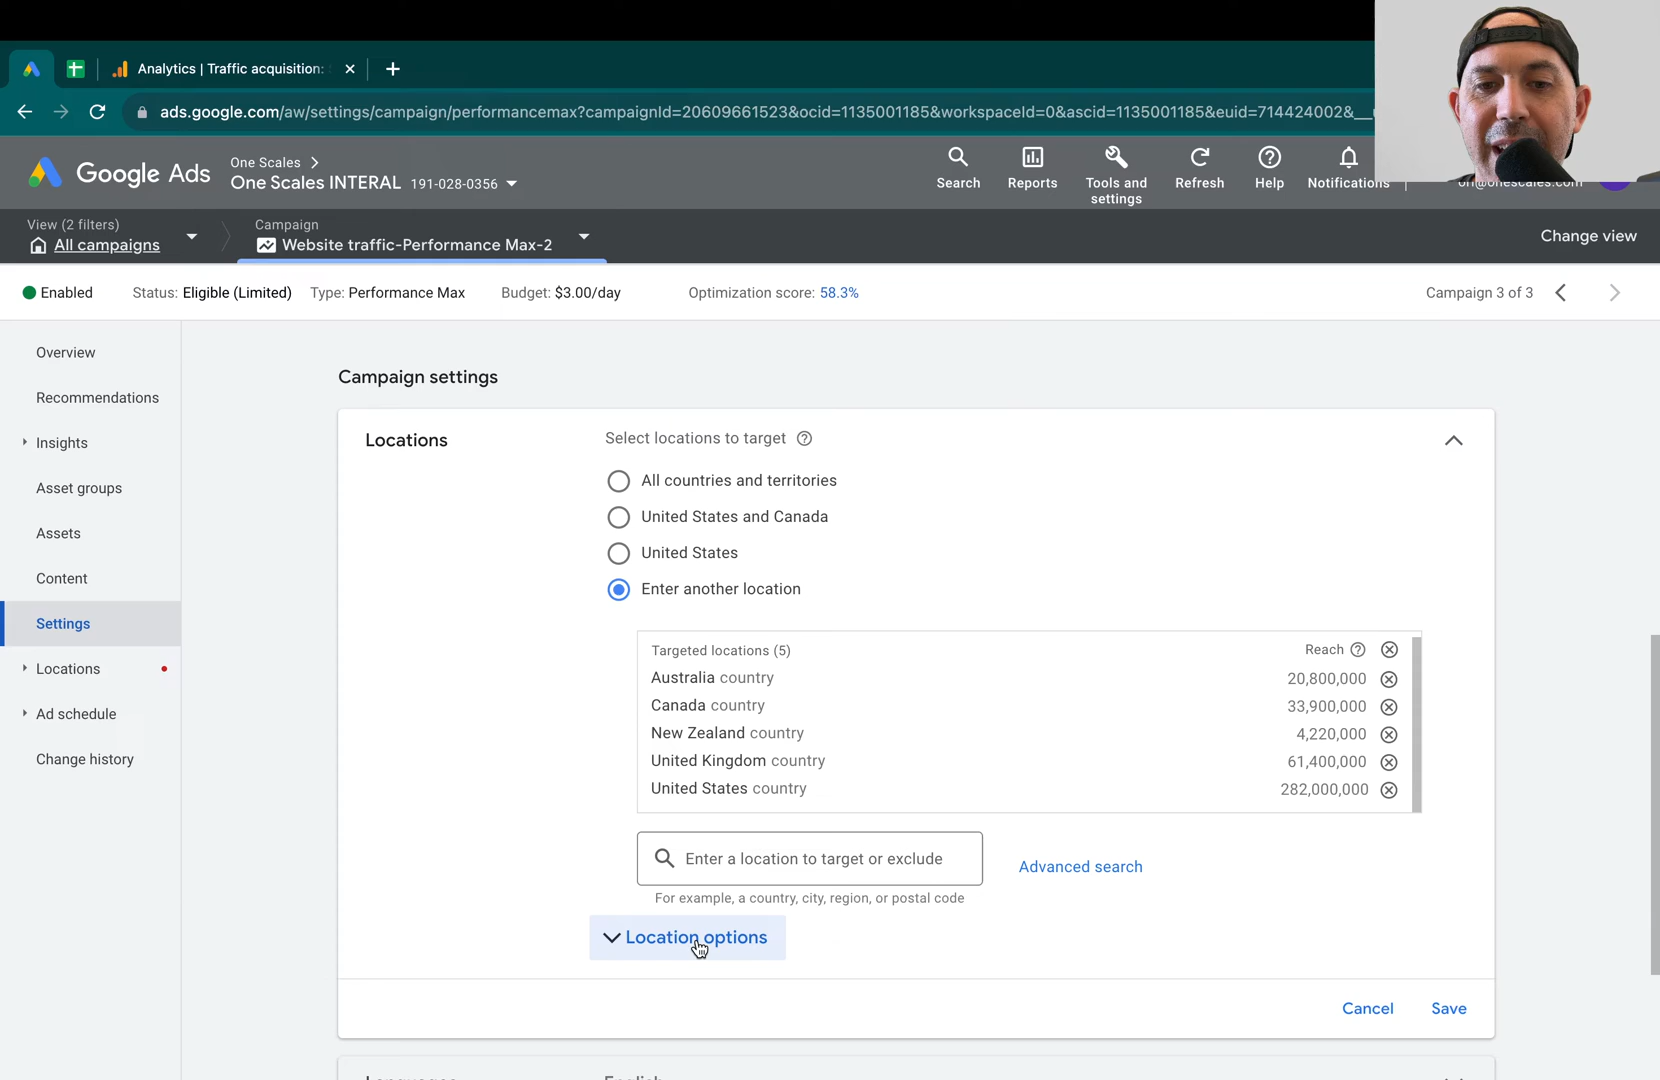 Analytics | Traffic acquisition:
ads.google.com/aw/settings/campaign/performancemax?campaignId=20609661523&ocid=1135001185&workspaceId=0&ascid=1135001185&euid=714424002&__
Google Ads
One Scales
One Scales INTERAL 191-028-0356
Search
Reports
Tools and settings
Refresh
Help
Notifications
ori@onescales.com
View (2 filters)
All campaigns
Campaign
Website traffic-Performance Max-2
Change view
Enabled
Status: Eligible (Limited)
Type: Performance Max
Budget: $3.00/day
Optimization score: 58.3%
Campaign 3 of 3
Overview
Recommendations
Insights
Asset groups
Assets
Content
Settings
Locations
Ad schedule
Change history
Campaign settings
Locations
Select locations to target
All countries and territories
United States and Canada
United States
Enter another location
Targeted locations (5) Reach
Australia country 20,800,000
Canada country 33,900,000
New Zealand country 4,220,000
United Kingdom country 61,400,000
United States country 282,000,000
Enter a location to target or exclude
Advanced search
For example, a country, city, region, or postal code
Location options
Cancel
Save